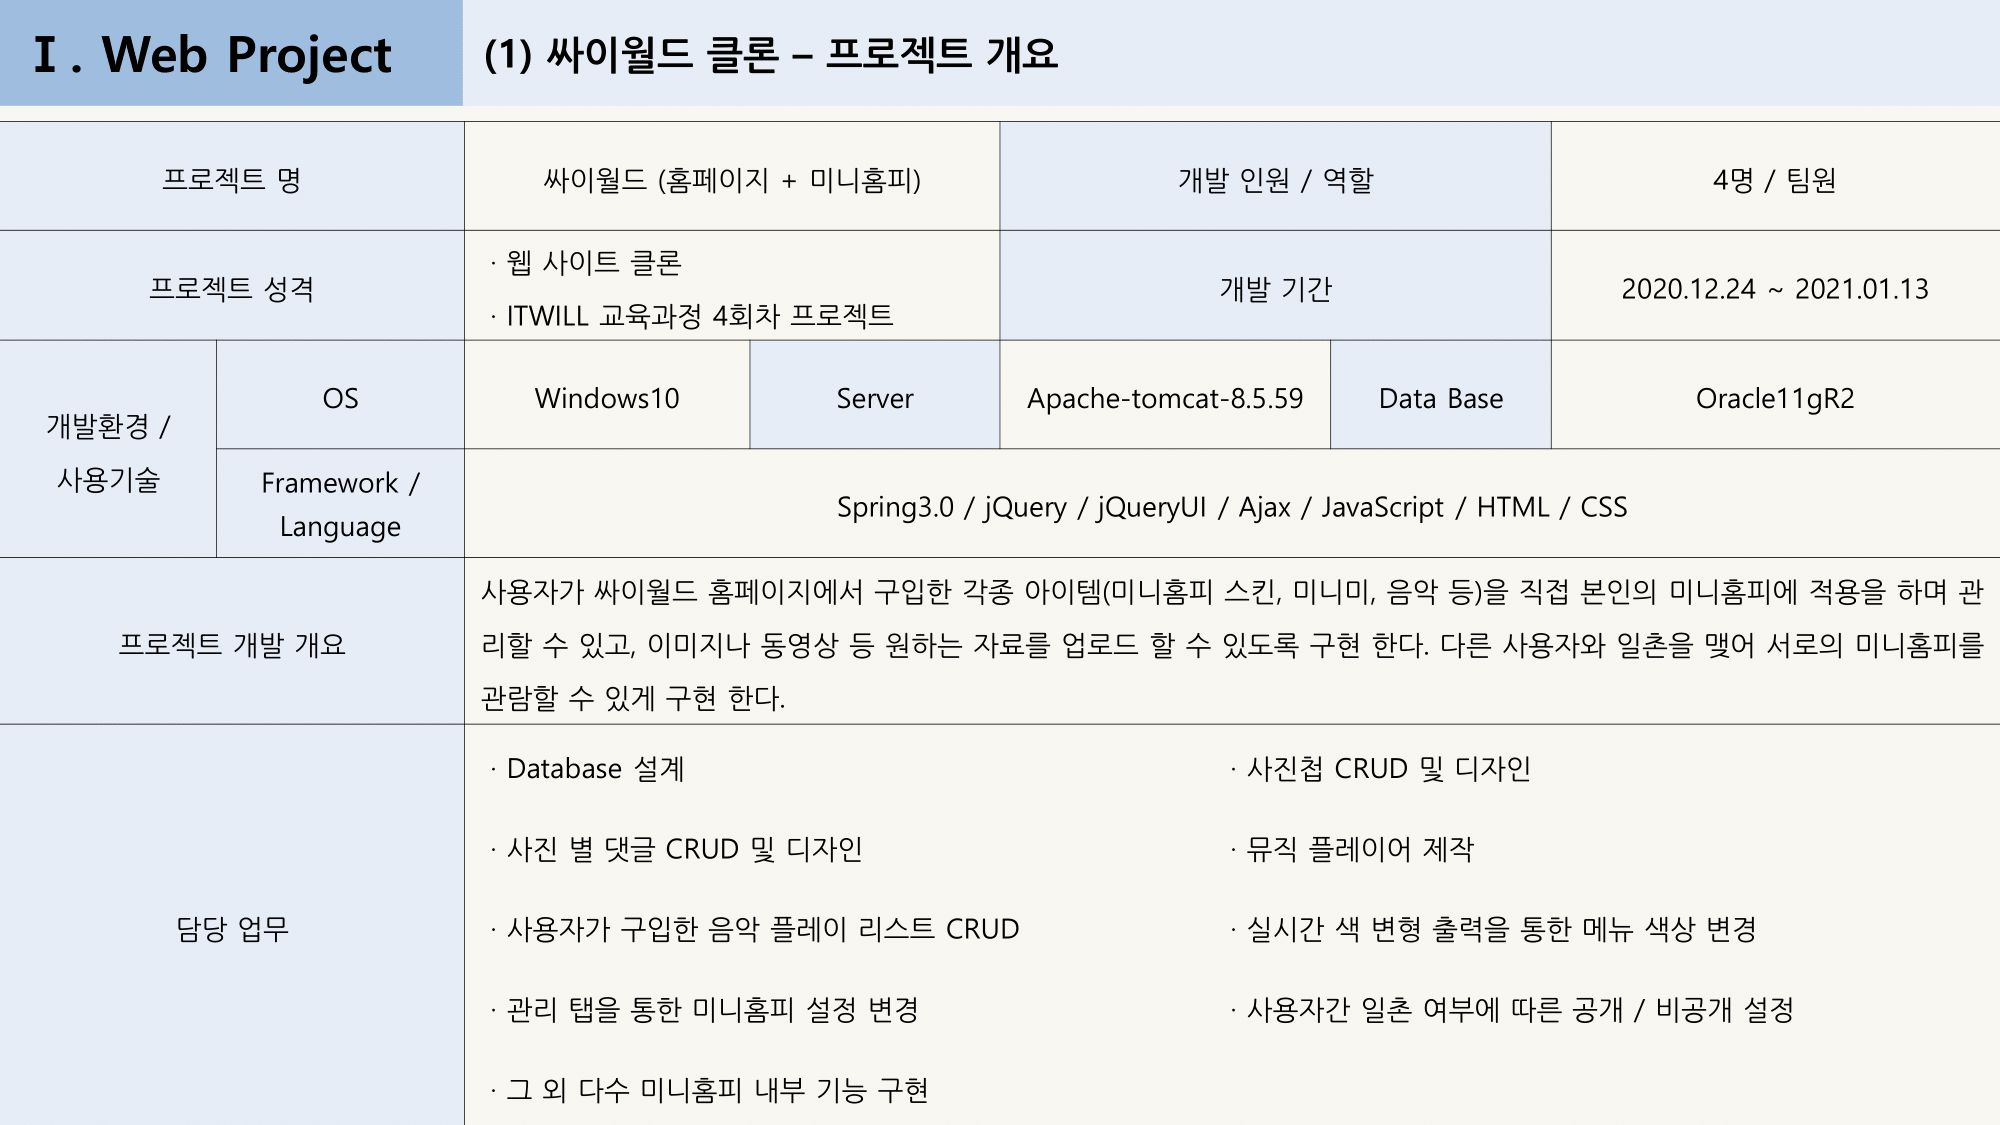 Ⅰ. Web Project
(1) 싸이월드 클론 – 프로젝트 개요
프로젝트 명
싸이월드 (홈페이지 + 미니홈피)
개발 인원 / 역할
4명 / 팀원
프로젝트 성격
· 웹 사이트 클론
· ITWILL 교육과정 4회차 프로젝트
개발 기간
2020.12.24 ~ 2021.01.13
개발환경 /
사용기술
OS
Windows10
Server
Apache-tomcat-8.5.59
Data Base
Oracle11gR2
Framework /
Language
Spring3.0 / jQuery / jQueryUI / Ajax / JavaScript / HTML / CSS
프로젝트 개발 개요
사용자가 싸이월드 홈페이지에서 구입한 각종 아이템(미니홈피 스킨, 미니미, 음악 등)을 직접 본인의 미니홈피에 적용을 하며 관
리할 수 있고, 이미지나 동영상 등 원하는 자료를 업로드 할 수 있도록 구현 한다. 다른 사용자와 일촌을 맺어 서로의 미니홈피를
관람할 수 있게 구현 한다.
담당 업무
· Database 설계
· 사진첩 CRUD 및 디자인
· 사진 별 댓글 CRUD 및 디자인
· 뮤직 플레이어 제작
· 사용자가 구입한 음악 플레이 리스트 CRUD
· 실시간 색 변형 출력을 통한 메뉴 색상 변경
· 관리 탭을 통한 미니홈피 설정 변경
· 사용자간 일촌 여부에 따른 공개 / 비공개 설정
· 그 외 다수 미니홈피 내부 기능 구현